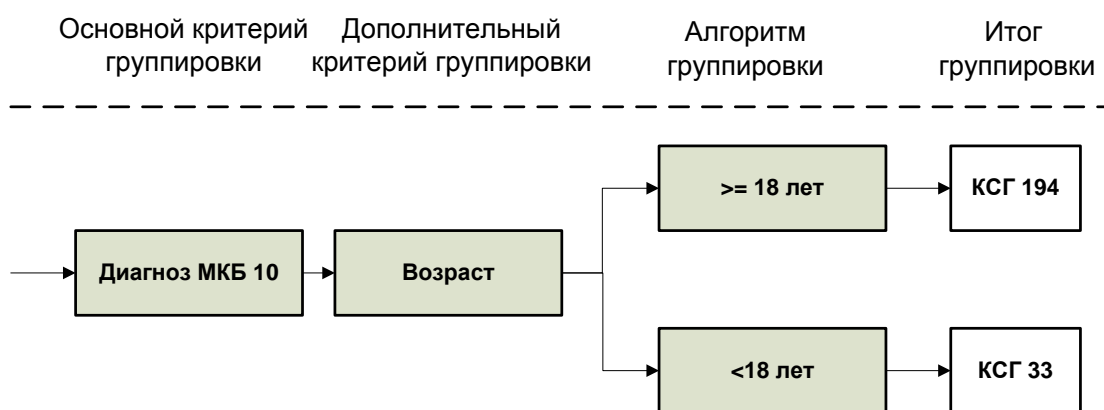 Основной критерий
группировки
Дополнительный
критерий группировки
Алгоритм
группировки
Итог
группировки
>= 18 лет
КСГ 194
Диагноз МКБ 10
Возраст
<18 лет
КСГ 33